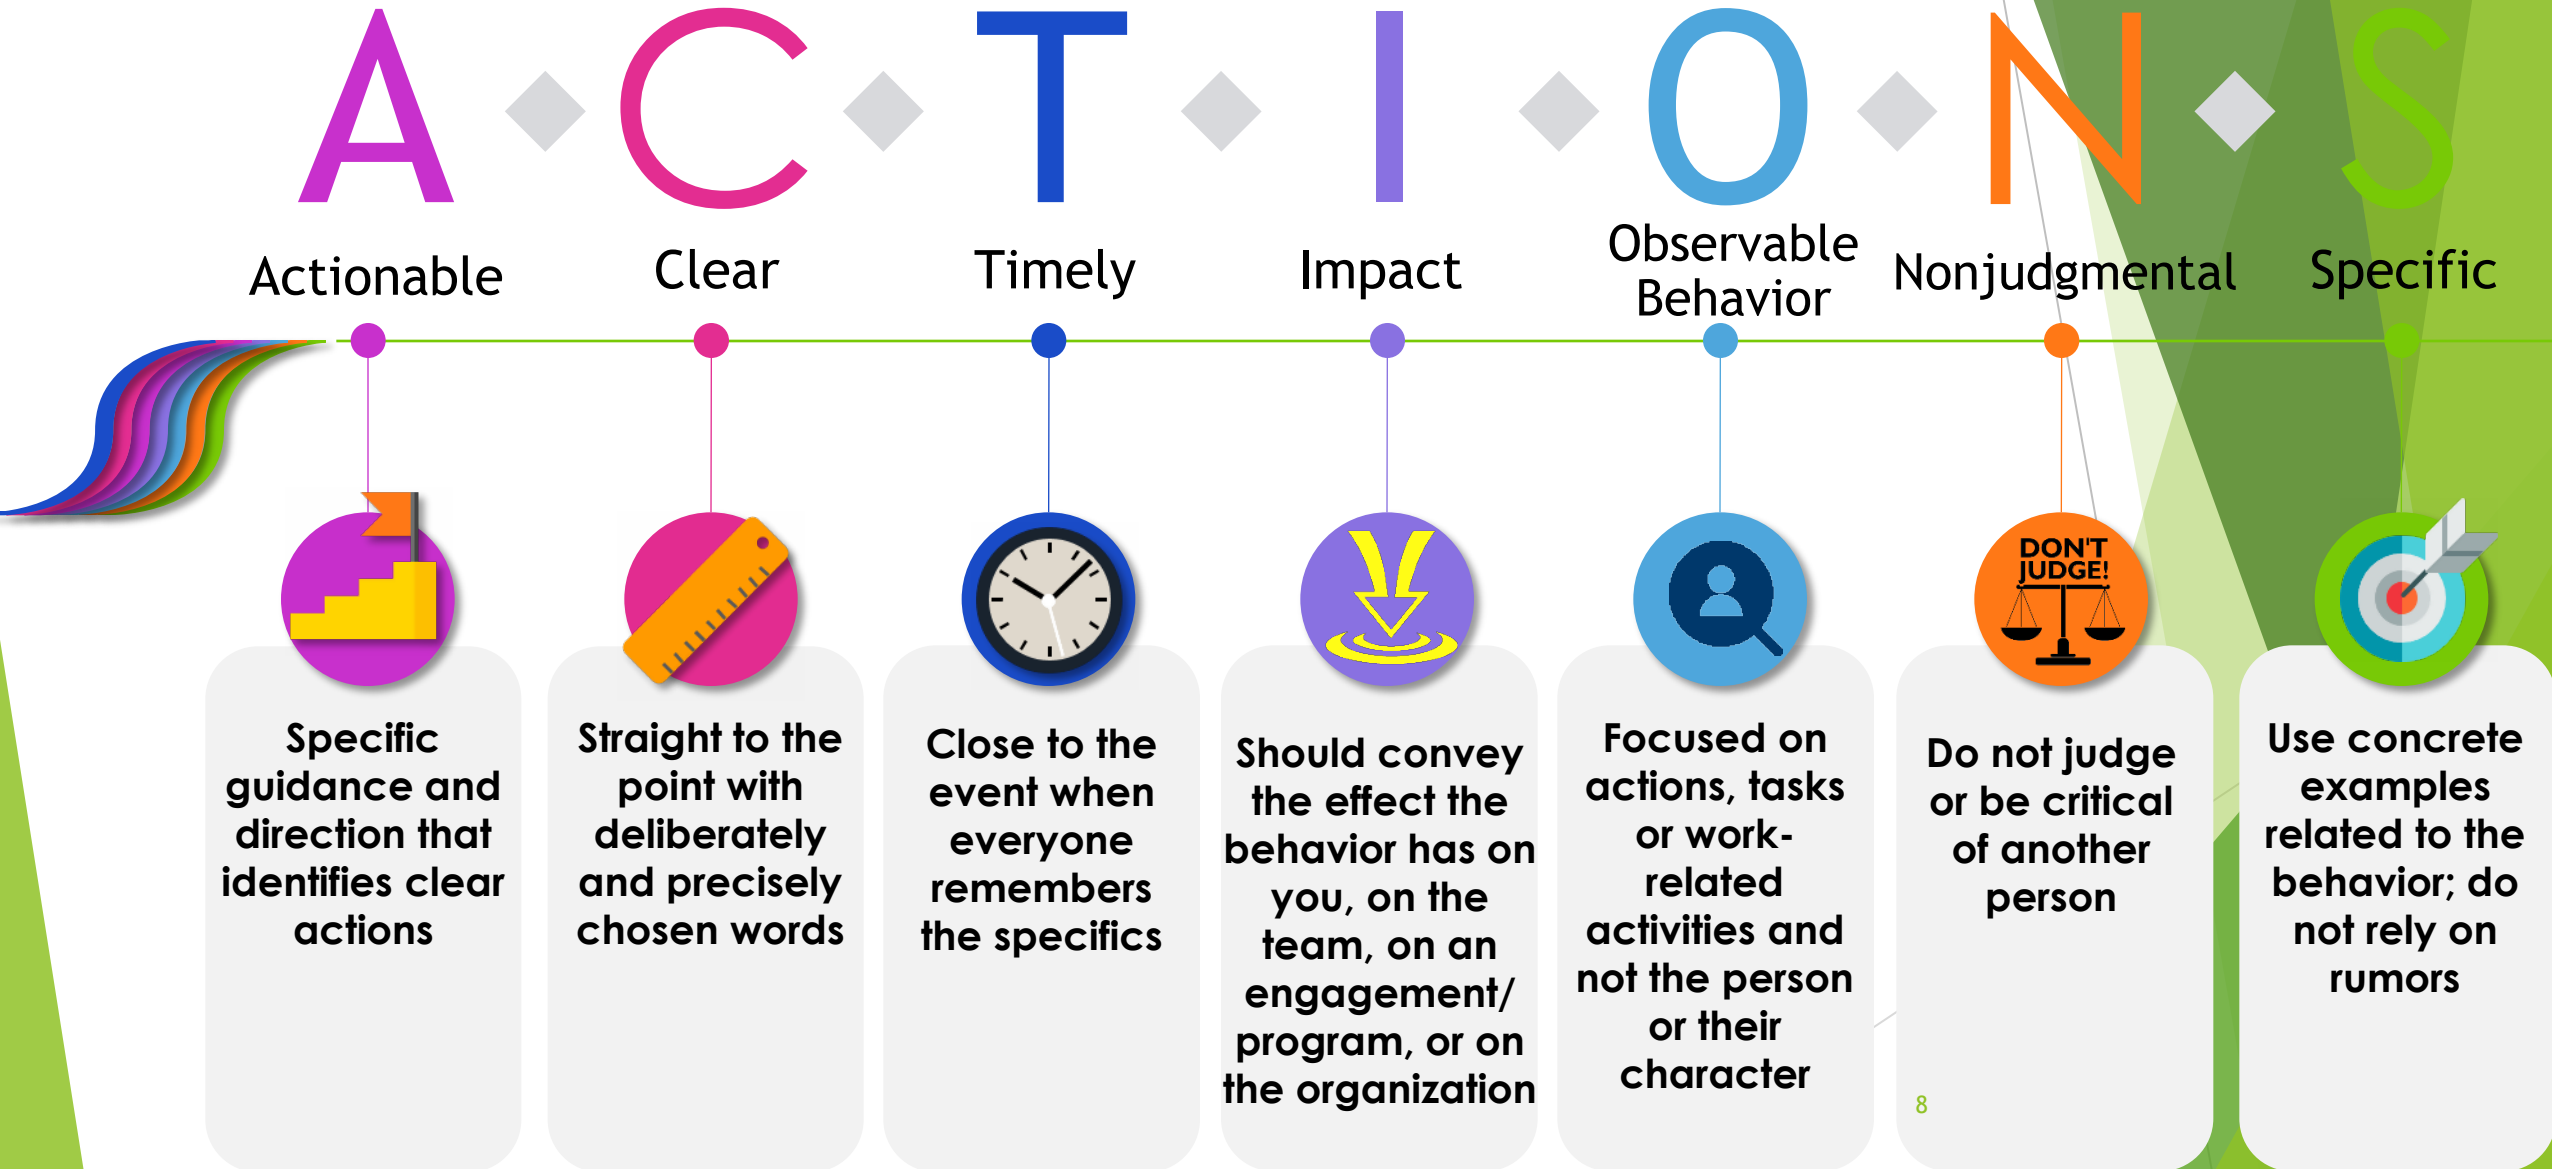 A C T I O N S
Actionable
Clear
Timely
Impact
Observable
Behavior
Nonjudgmental
Specific
DON'T
JUDGE!
Specific
guidance and
direction that
identifies clear
actions
Straight to the
point with
deliberately
and precisely
chosen words
Close to the
event when
everyone
remembers
the specifics
Should convey
the effect the
behavior has on
you, on the
team, on an
engagement/
program, or on
the organization
Focused on
actions, tasks
or work-
related
activities and
not the person
or their
character
Do not judge
or be critical
of another
person
Use concrete
examples
related to the
behavior; do
not rely on
rumors
8